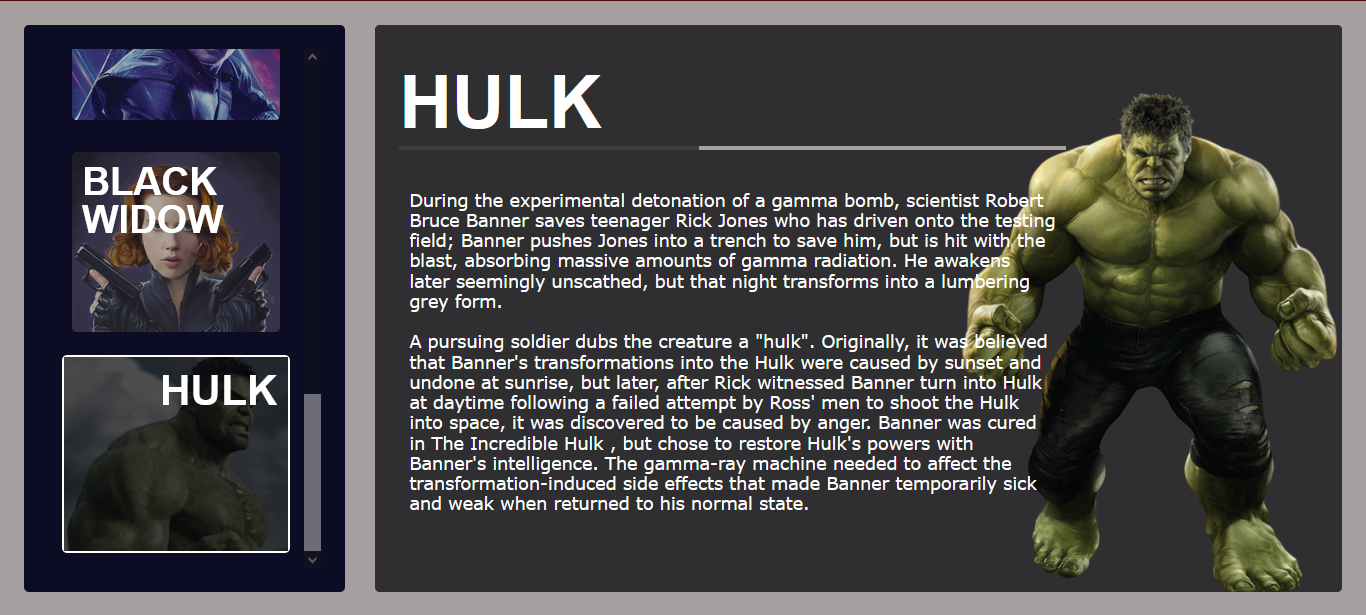 BLACK
WIDOW
HULK
HULK
During the experimental detonation of a gamma bomb, scientist Robert
Bruce Banner saves teenager Rick Jones who has driven onto the testing
field; Banner pushes Jones into a trench to save him, but is hit with the
blast, absorbing massive amounts of gamma radiation. He awakens
later seemingly unscathed, but that night transforms into a lumbering
grey form.
A pursuing soldier dubs the creature a "hulk". Originally, it was believed
that Banner's transformations into the Hulk were caused by sunset and
undone at sunrise, but later, after Rick witnessed Banner turn into Hulk
at daytime following a failed attempt by Ross' men to shoot the Hulk
into space, it was discovered to be caused by anger. Banner was cured
in The Incredible Hulk , but chose to restore Hulk's powers with
Banner's intelligence. The gamma-ray machine needed to affect the
transformation-induced side effects that made Banner temporarily sick
and weak when returned to his normal state.